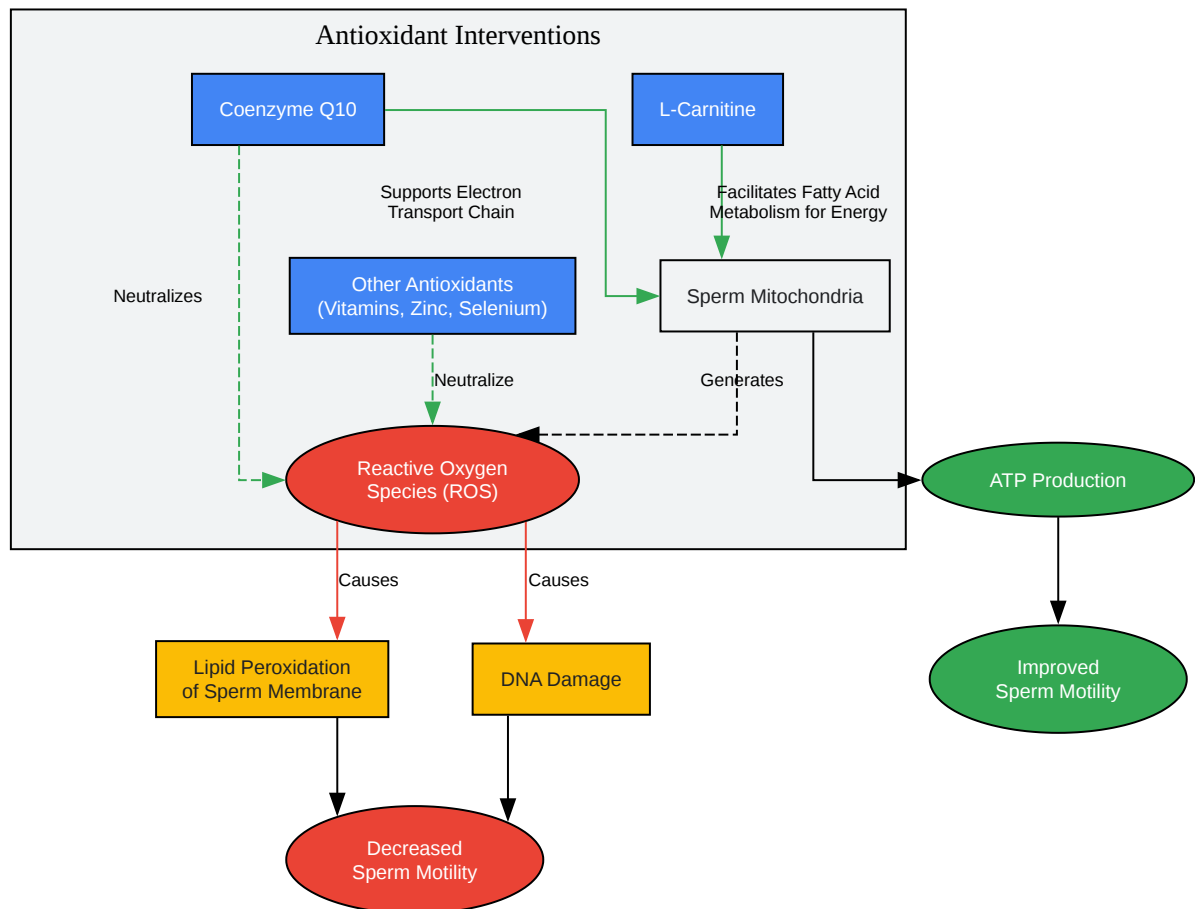 Antioxidant Interventions
Coenzyme Q10
L-Carnitine
Supports Electron
Transport Chain
Facilitates Fatty Acid
Metabolism for Energy
Neutralizes
Other Antioxidants
(Vitamins, Zinc, Selenium)
Sperm Mitochondria
Neutralize
Generates
Reactive Oxygen
Species (ROS)
ATP Production
Causes
Causes
Lipid Peroxidation
of Sperm Membrane
DNA Damage
Improved
Sperm Motility
Decreased
Sperm Motility